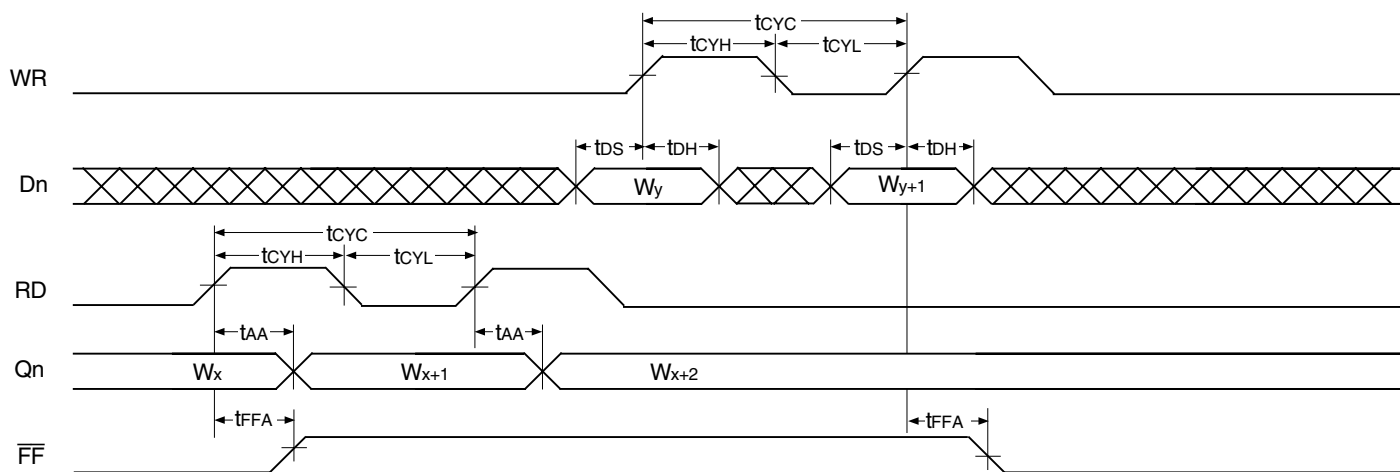 tCYC
tCYH tCYL
WR
tDS tDH tDS tDH
Dn Wy Wy+1
tCYC
tCYH tCYL
RD
tAA tAA
Qn Wx Wx+1 Wx+2
tFFA tFFA
F̅F̅